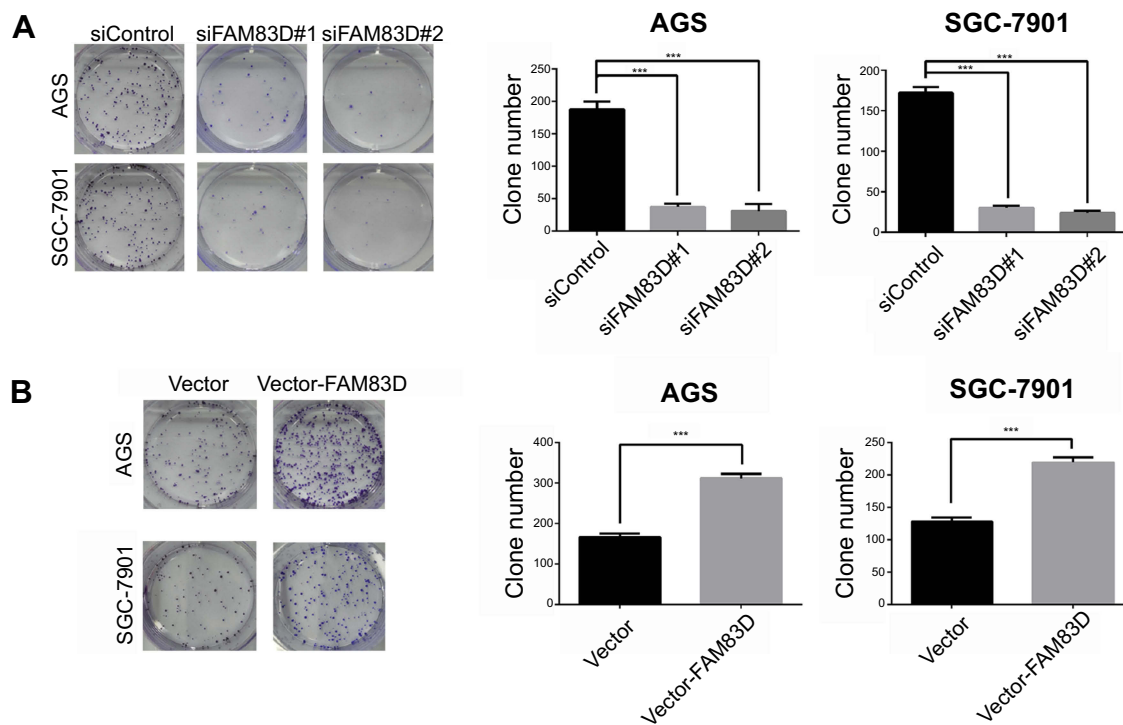 A
siControl siFAM83D#1 siFAM83D#2
AGS
SGC-7901
AGS
Clone number
250
200
150
100
50
0
***
***
siControl
siFAM83D#1
siFAM83D#2
SGC-7901
Clone number
200
150
100
50
0
***
***
siControl
siFAM83D#1
siFAM83D#2
B
Vector Vector-FAM83D
AGS
SGC-7901
AGS
Clone number
400
300
200
100
0
***
Vector
Vector-FAM83D
SGC-7901
Clone number
250
200
150
100
50
0
***
Vector
Vector-FAM83D